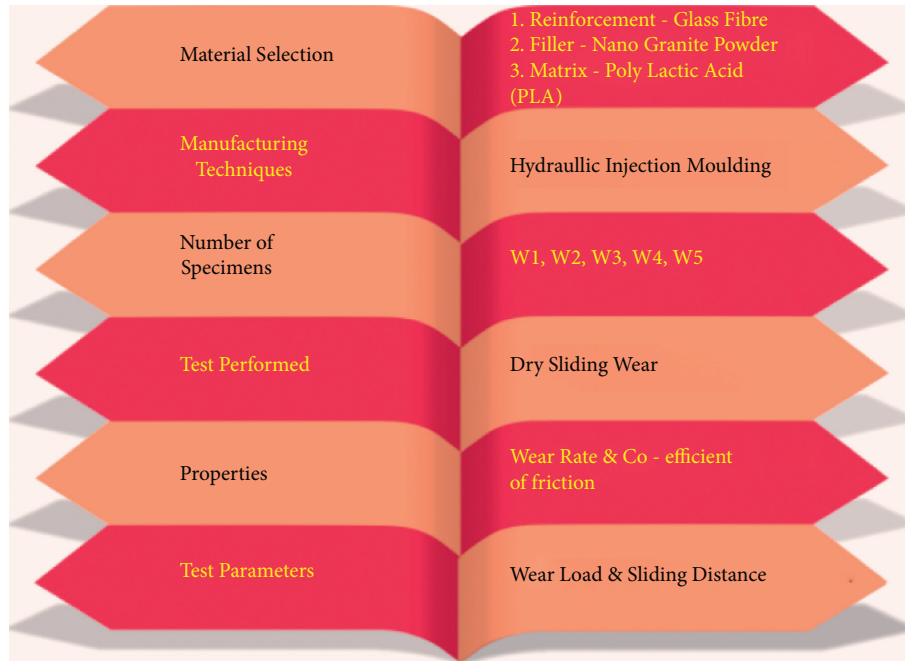 Material Selection
1. Reinforcement - Glass Fibre
2. Filler - Nano Granite Powder
3. Matrix - Poly Lactic Acid
(PLA)
Manufacturing
Techniques
Hydraullic Injection Moulding
Number of
Specimens
W1, W2, W3, W4, W5
Test Performed
Dry Sliding Wear
Properties
Wear Rate & Co - efficient
of friction
Test Parameters
Wear Load & Sliding Distance